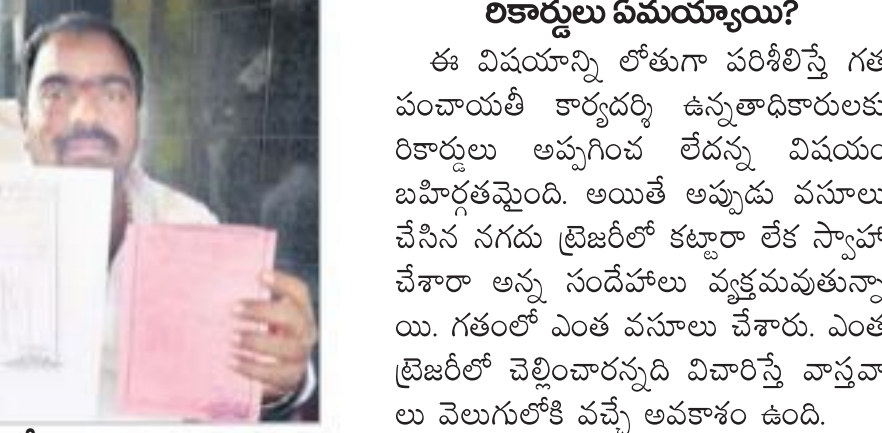 రికార్డులు ఏమయ్యాయి?
ఈ విషయాన్ని లోతుగా పరిశీలిస్తే గత
పంచాయతీ కార్యదర్శి ఉన్నతాధికారులకు
రికార్డులు అప్పగించ లేదన్న విషయం
బహిర్గతమైంది. అయితే అప్పుడు వసూలు
చేసిన నగదు ట్రెజరీలో కట్టారా లేక స్వాహా
చేశారా అన్న సందేహాలు వ్యక్తమవుతున్నా
యి. గతంలో ఎంత వసూలు చేశారు. ఎంత
ట్రెజరీలో చెల్లించారన్నది విచారిస్తే వాస్తవా
లు వెలుగులోకి వచ్చే అవకాశం ఉంది.